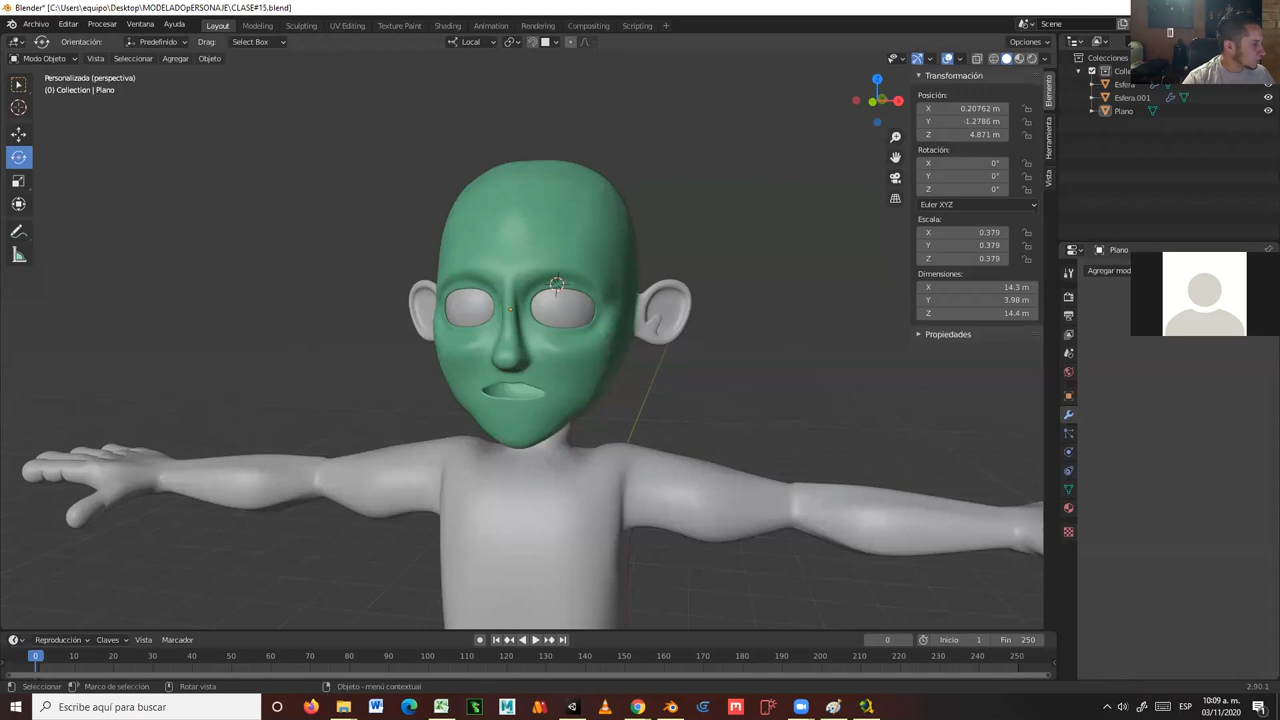 Blender* [C:\Users\equipo\Desktop\MODELADOpERSONAJE\CLASE#15.blend]
Archivo Editar Procesar Ventana Ayuda Layout Modeling Sculpting UV Editing Texture Paint Shading Animation Rendering Compositing Scripting + Scene
Orientación: Predefinido Drag: Select Box Local Opciones
Modo Objeto Vista Seleccionar Agregar Objeto
Personalizada (perspectiva)
(0) Collection | Plano
Z
X
Transformación
Posición:
X 0.20762 m
Y -1.2786 m
Z 4.871 m
Rotación:
X 0°
Y 0°
Z 0°
Euler XYZ
Escala:
X 0.379
Y 0.379
Z 0.379
Dimensiones:
X 14.3 m
Y 3.98 m
Z 14.4 m
Propiedades
Elemento
Herramienta
Vista
Colecciones
Esfera.001
Plano
Plano
Agregar mod
Reproducción Claves Vista Marcador 0 Inicio 1 Fin 250
0 10 20 30 40 50 60 70 80 90 100 110 120 130 140 150 160 170 180 190 200 210 220 230 240 250
Seleccionar Marco de selección Rotar vista Objeto - menú contextual 2.90.1
Escribe aquí para buscar
ESP
10:09 a. m.
03/11/2020